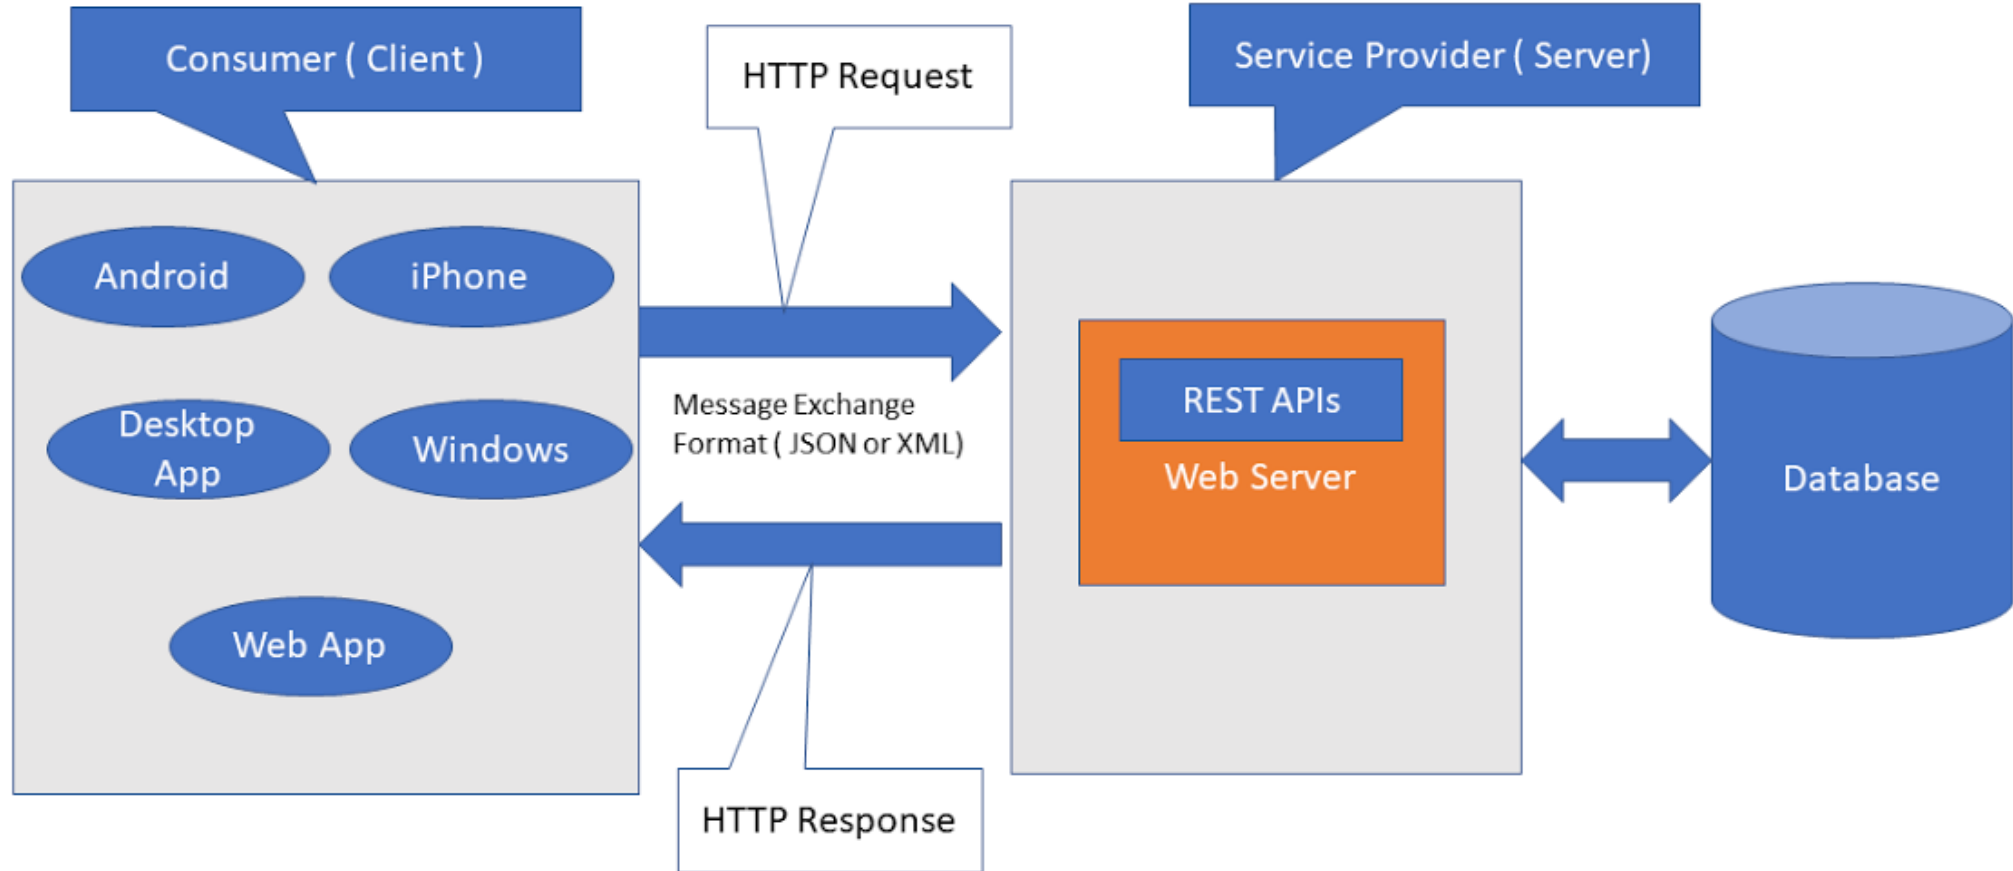 Consumer ( Client )
HTTP Request
Service Provider ( Server)
Android
iPhone
Desktop
App
Windows
Web App
Message Exchange
Format ( JSON or XML)
REST APIs
Web Server
Database
HTTP Response